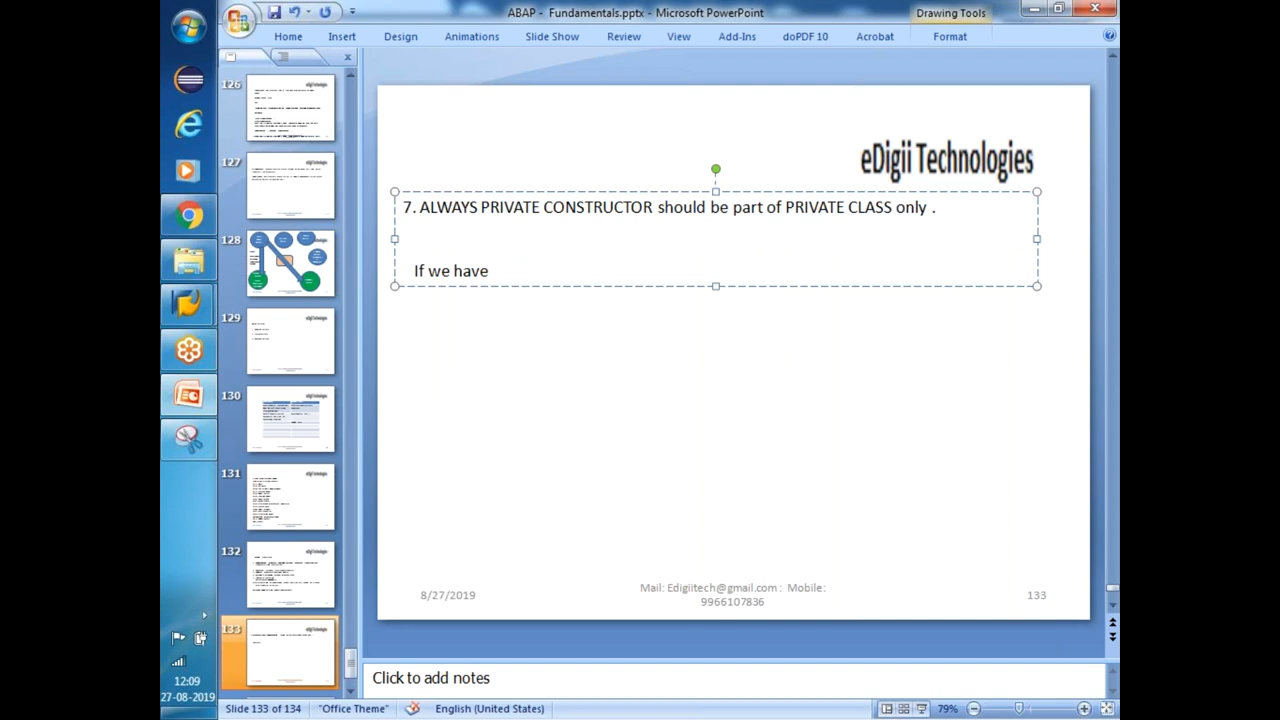 ABAP - Fundamentals.pptx - Microsoft PowerPoint
Drawing Tools
Home Insert Design Animations Slide Show Review View Add-Ins doPDF 10 Acrobat Format
126
127
128
129
130
131
132
133
eDigii Technologies
7. ALWAYS PRIVATE CONSTRUCTOR should be part of PRIVATE CLASS only .
If we have
8/27/2019
Mail: Edigiitech@gmail.com : Mobile:
9966107836
133
Click to add notes
12:09
27-08-2019
Slide 133 of 134
"Office Theme"
English (United States)
79%